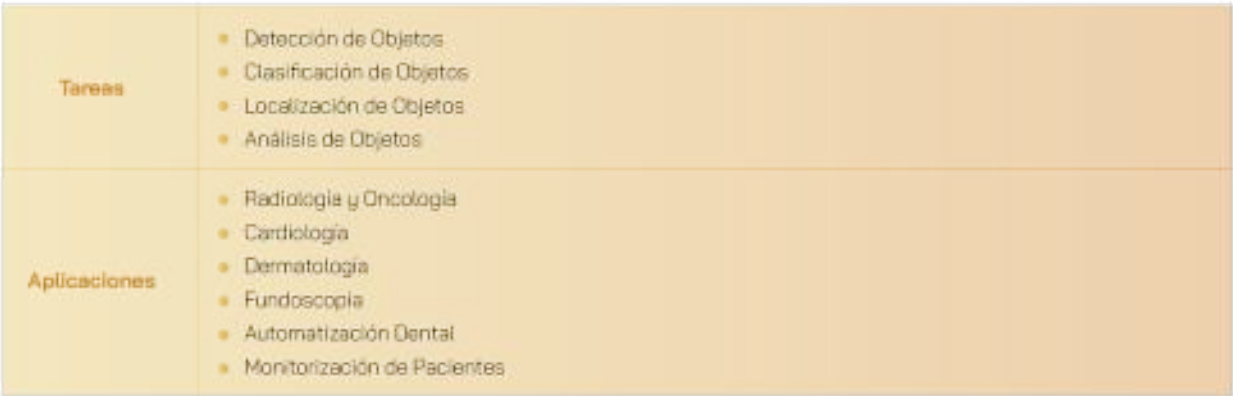 Tareas
Detección de Objetos
Clasificación de Objetos
Localización de Objetos
Análisis de Objetos
Aplicaciones
Radiología y Oncología
Cardiología
Dermatología
Fundoscopia
Automatización Dental
Monitorización de Pacientes